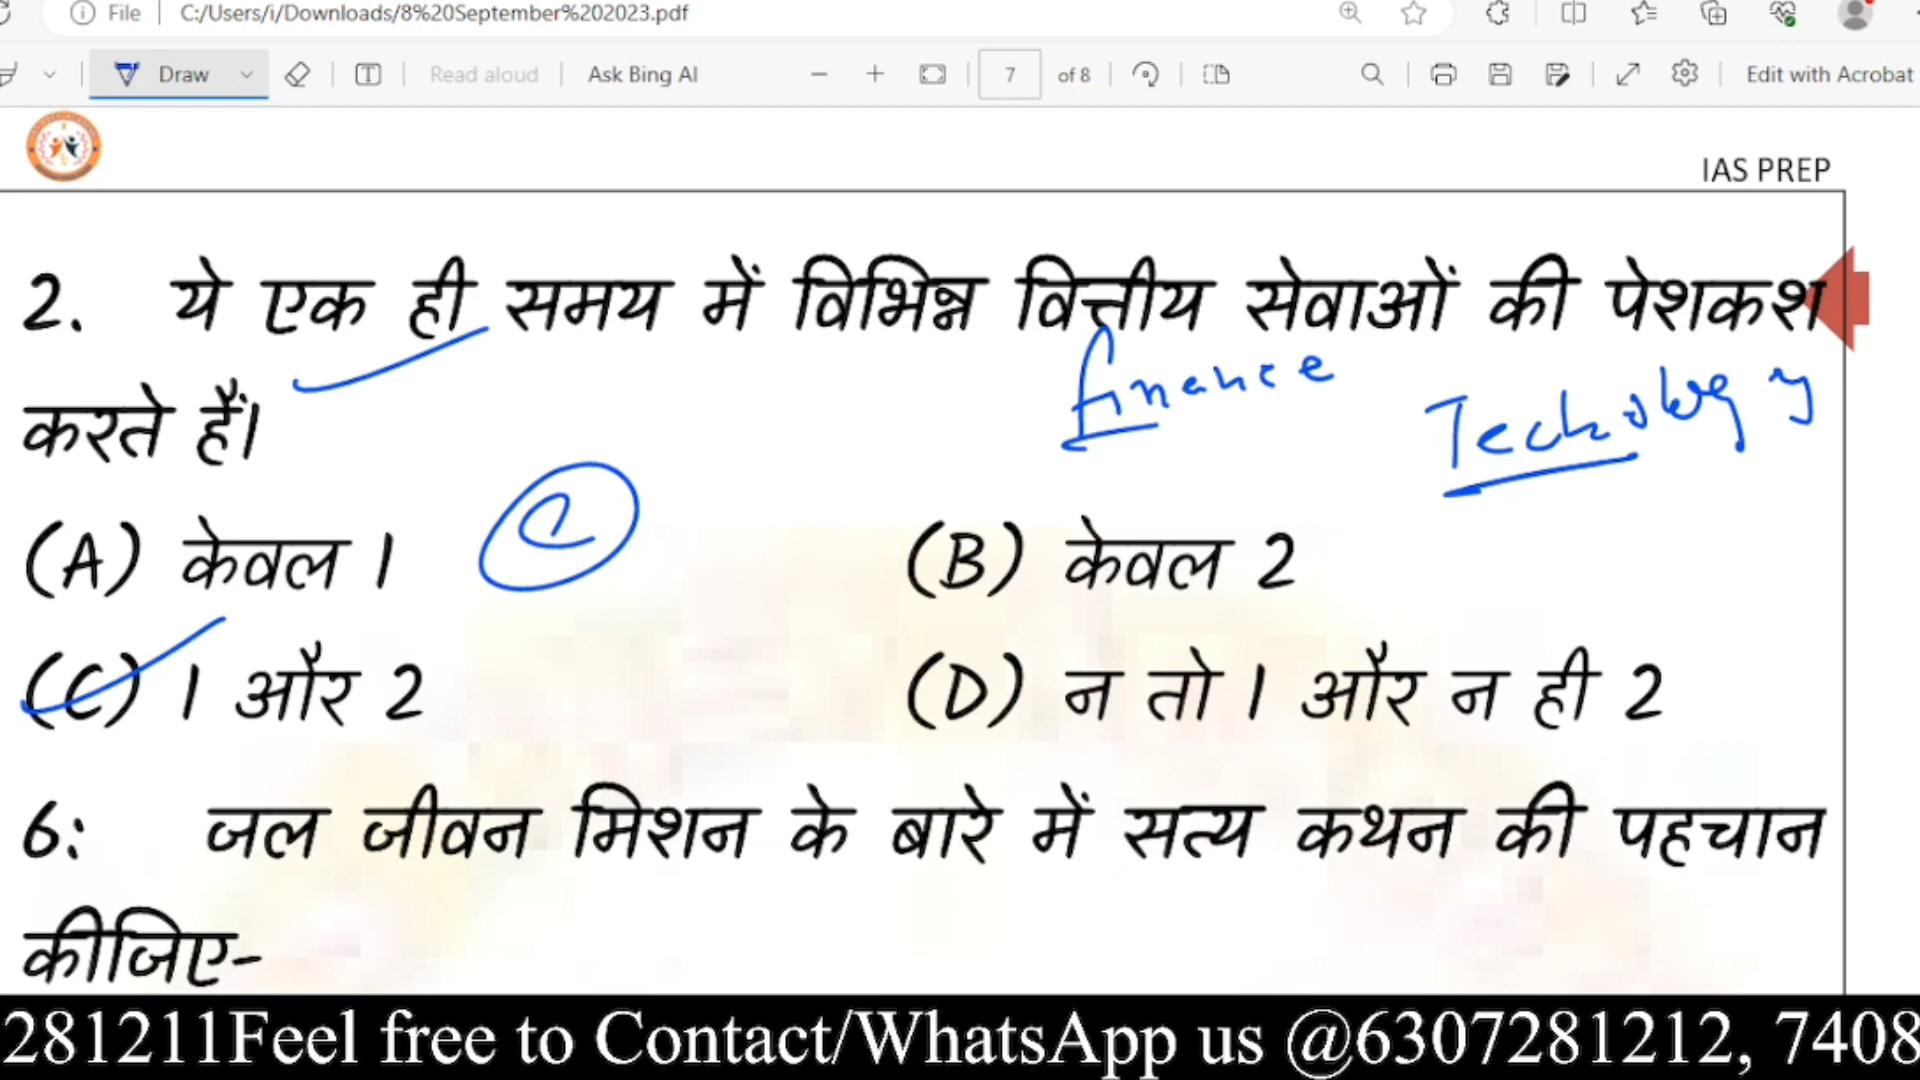 File C:/Users/i/Downloads/8%20September%202023.pdf
Draw Read aloud Ask Bing AI 7 of 8 Edit with Acrobat
IAS PREP
2. ये एक ही समय में विभिन्न वित्तीय सेवाओं की पेशकश
finance
करते हैं।
2
(A) केवल 1 (B) केवल 2
(C) 1 और 2 (D) न तो 1 और न ही 2
6: जल जीवन मिशन के बारे में सत्य कथन की पहचान
कीजिए-
281211Feel free to Contact/WhatsApp us @6307281212, 7408